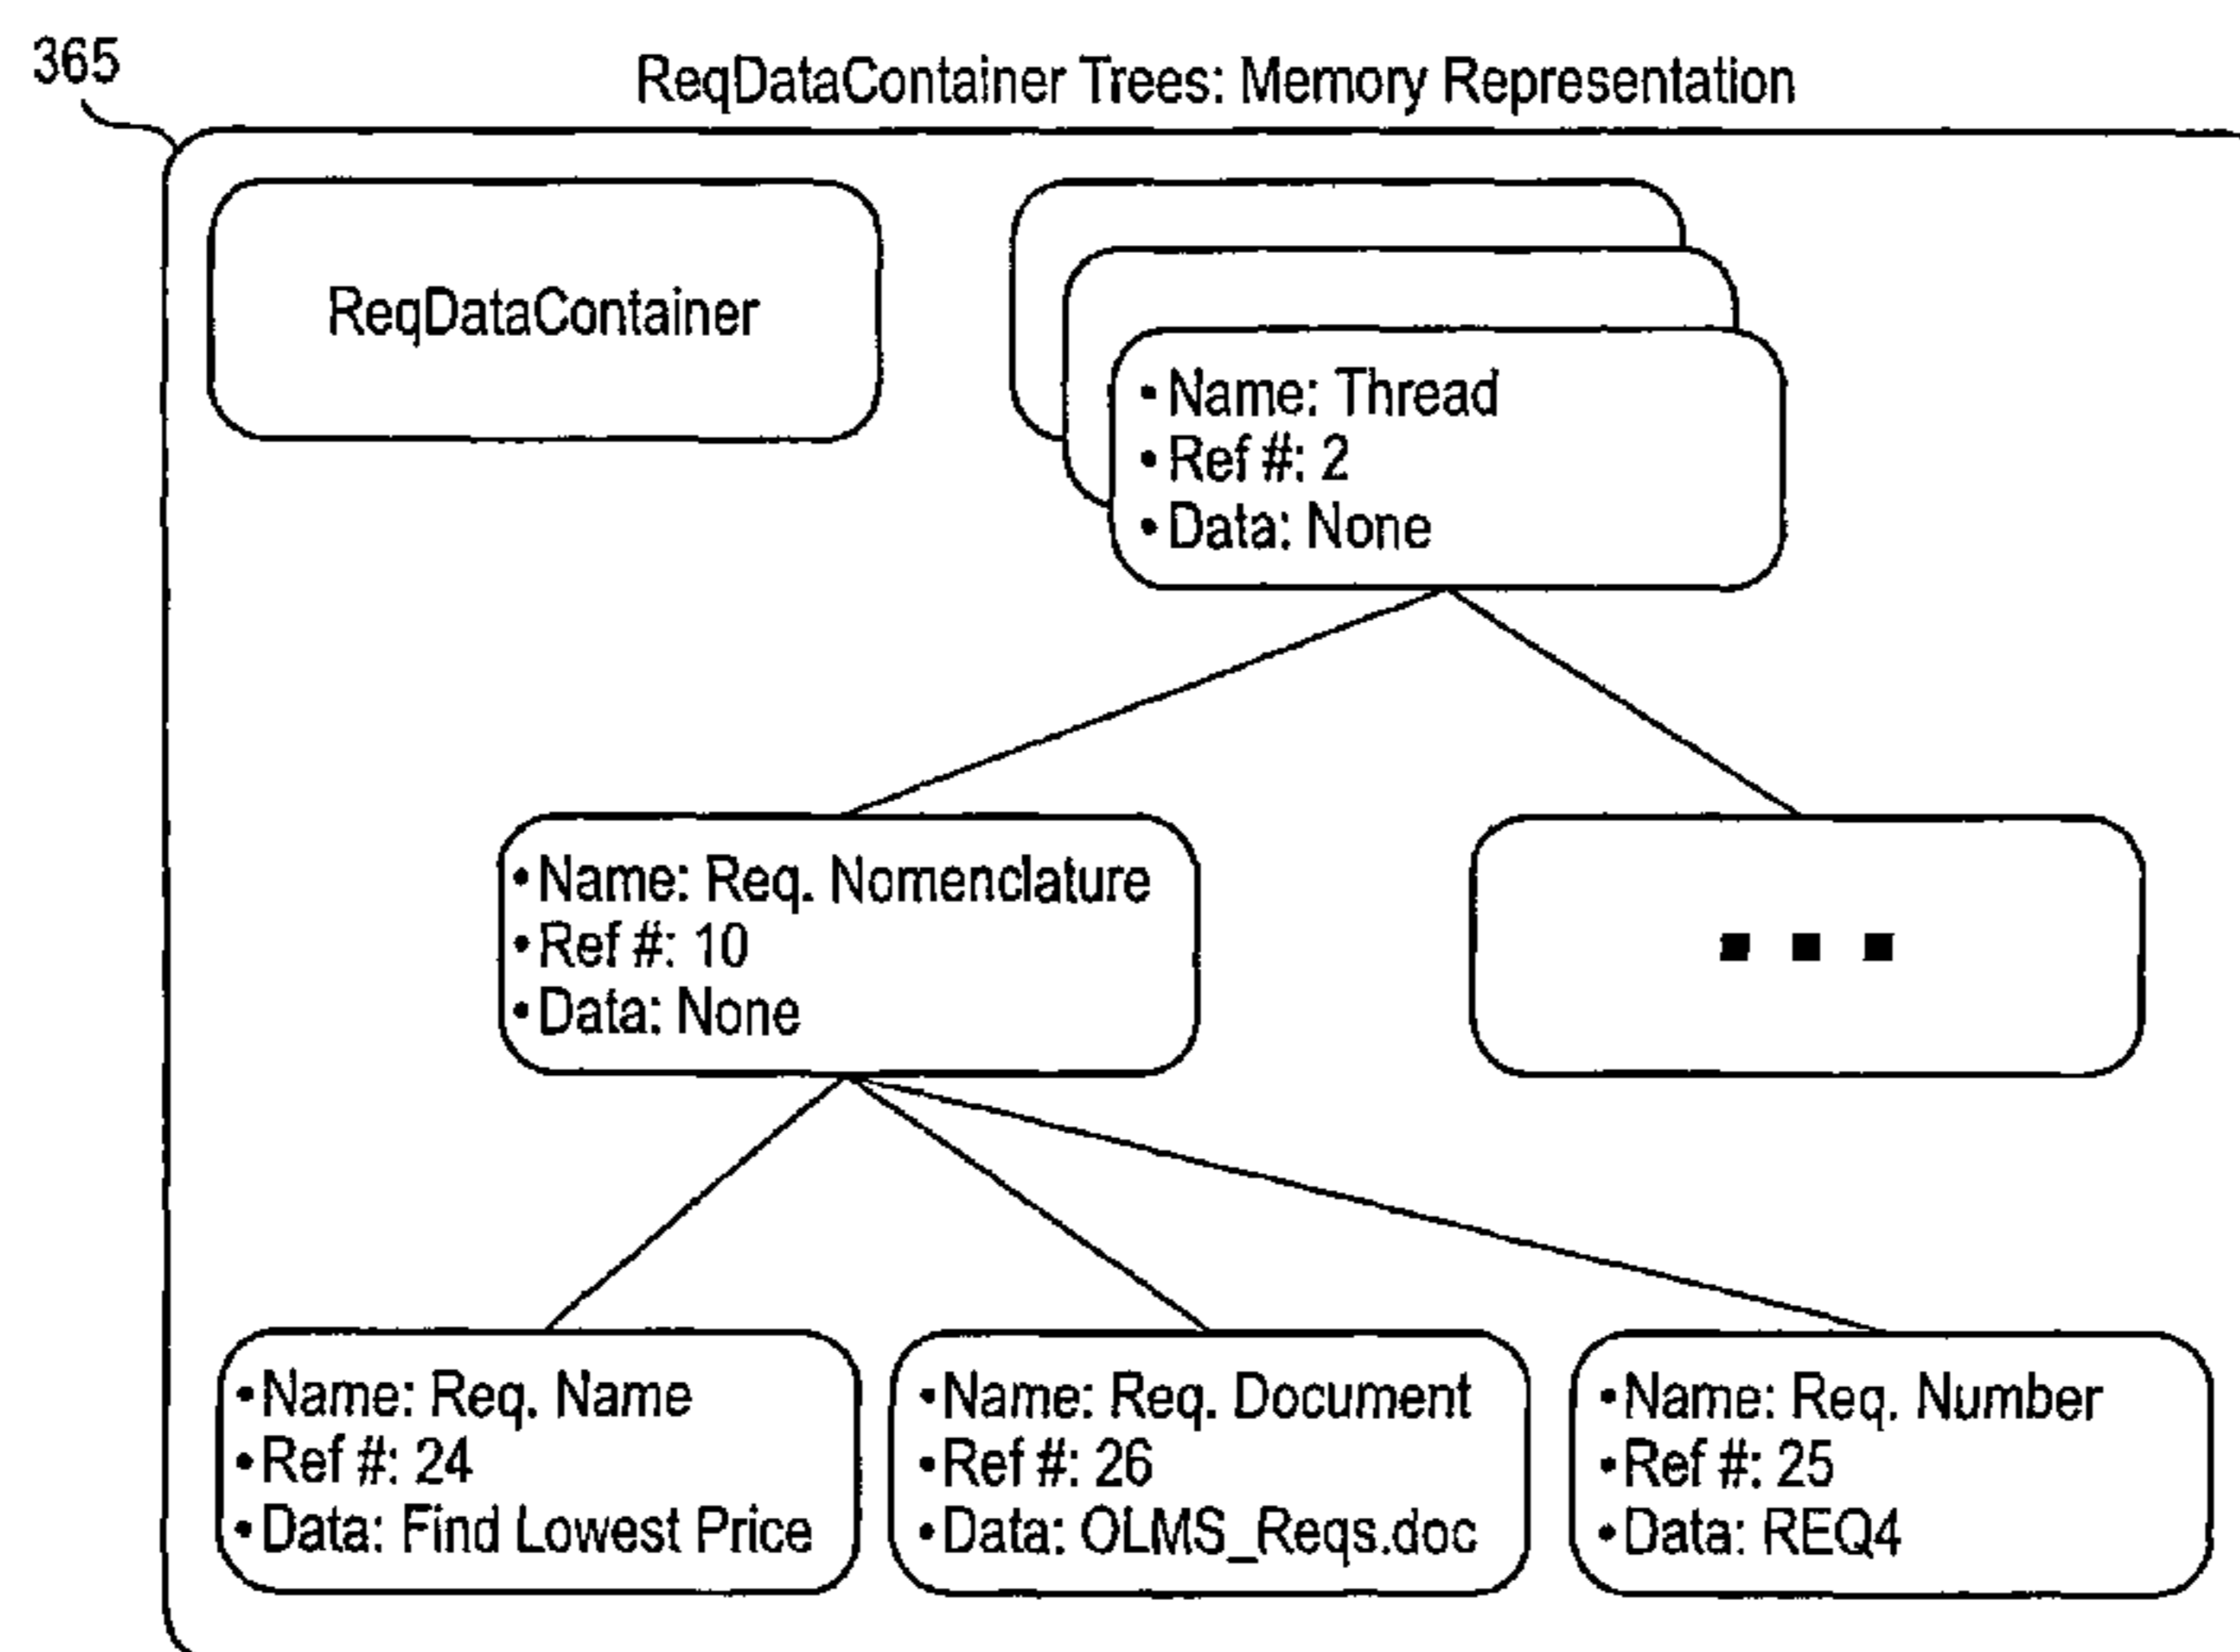 365
ReqDataContainer Trees: Memory Representation
ReqDataContainer
•Name: Thread
•Ref #: 2
•Data: None
•Name: Req. Nomenclature
•Ref #: 10
•Data: None
•Name: Req. Name
•Ref #: 24
•Data: Find Lowest Price
•Name: Req. Document
•Ref #: 26
•Data: OLMS_Reqs.doc
•Name: Req. Number
•Ref #: 25
•Data: REQ4